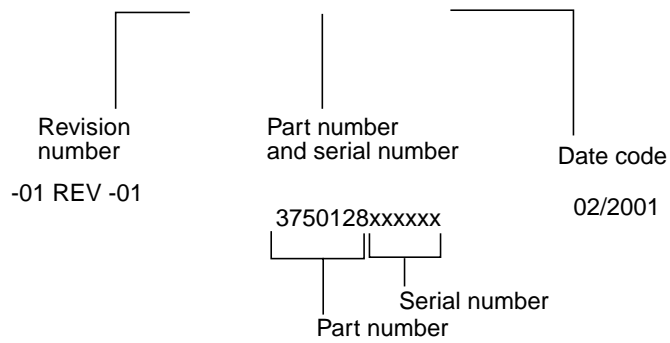 Revision
number
-01 REV -01
Part number
and serial number
Date code
02/2001
3750128xxxxxx
Serial number
Part number